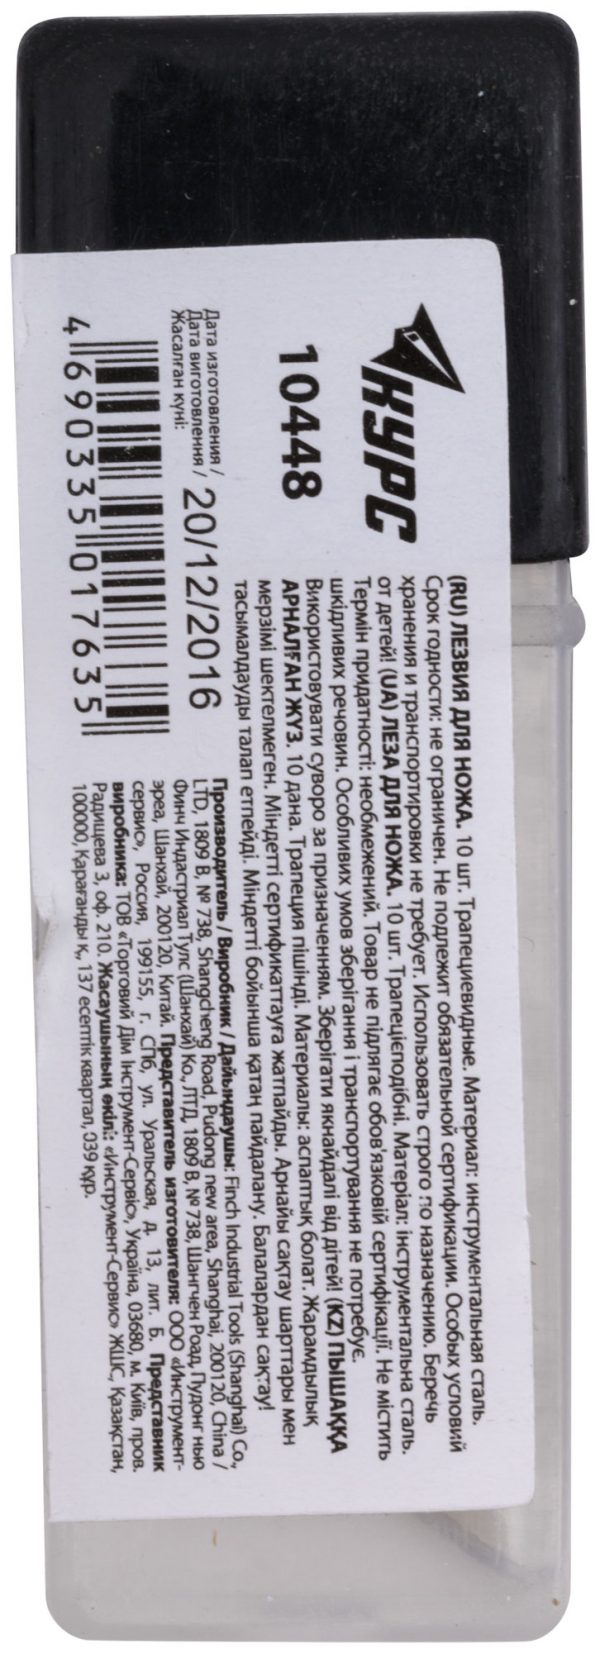 КУРС
10448
(RU) ЛЕЗВИЯ ДЛЯ НОЖА. 10 шт. Трапециевидные. Материал: инструментальная сталь.
Срок годности: не ограничен. Не подлежит обязательной сертификации. Особых условий
хранения и транспортировки не требует. Использовать строго по назначению. Беречь
от детей! (UA) ЛЕЗА ДЛЯ НОЖА. 10 шт. Трапецієподібні. Матеріал: інструментальна сталь.
Термін придатності: необмежений. Товар не підлягає обов'язковій сертифікації. Не містить
шкідливих речовин. Особливих умов зберігання і транспортування не потребує.
Використовувати суворо за призначенням. Зберігати якнайдалі від дітей! (KZ) ПЫШАҚҚА
АРНАЛҒАН ЖҮЗ. 10 дана. Трапеция пішінді. Материалы: аспаптық болат. Жарамдылық
мерзімі шектелмеген. Міндетті сертификаттауға жатпайды. Арнайы сақтау шарттары мен
тасымалдауды талап етпейді. Міндетті бойынша қатаң пайдалану. Балалардан сақтау!
Дата изготовления /
Дата виготовлення /
Жасалған күні:
20/12/2016
4 690335 017635
Производитель / Виробник / Дайындаушы: Finch Industrial Tools (Shanghai) Co.,
LTD, 1809 B, № 738, Shangcheng Road, Pudong new area, Shanghai, 200120, China /
Финч Индастриал Тулс (Шанхай) Ко., ЛТД, 1809 В, № 738, Шангчен Роад, Пудонг нью
эреа, Шанхай, 200120, Китай. Представитель изготовителя: ООО «Инструмент-
сервис», Россия, 199155, г. СПб, ул. Уральская, д. 13, лит. Б. Представник
виробника: ТОВ «Торговий Дім Інструмент-Сервіс», Україна, 03680, м. Київ, пров.
Радищева 3, оф. 210. Жасаушының өкілі.: «Инструмент-Сервис» ЖШС, Қазақстан,
100000, Қарағанды қ., 137 есептік квартал, 039 құр.